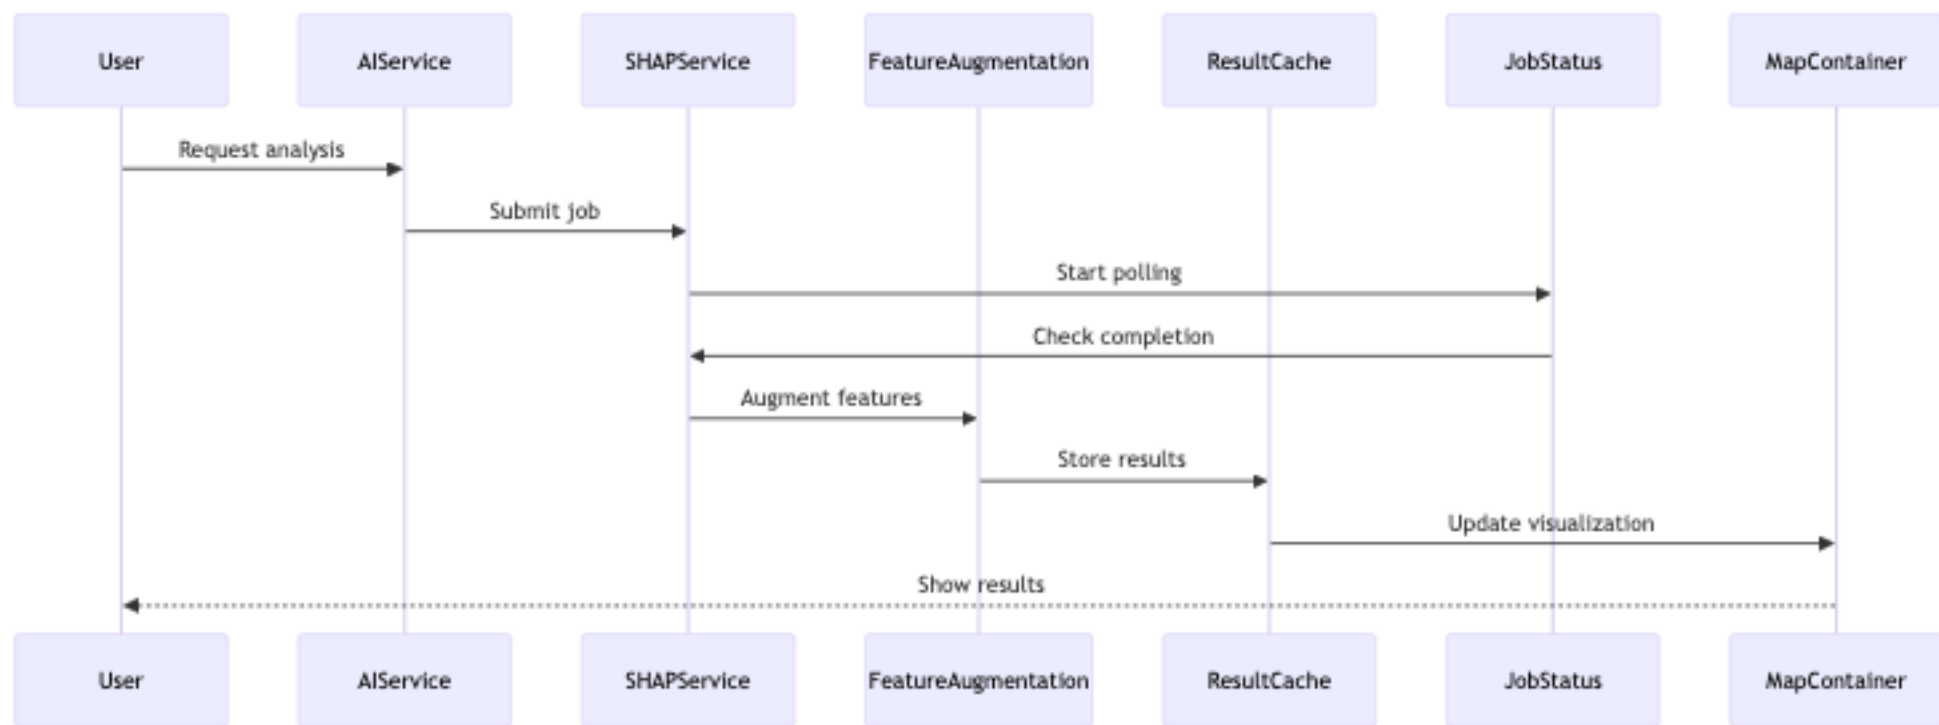 User AIService SHAPService FeatureAugmentation ResultCache JobStatus MapContainer
Request analysis
Submit job
Start polling
Check completion
Augment features
Store results
Update visualization
Show results
User AIService SHAPService FeatureAugmentation ResultCache JobStatus MapContainer